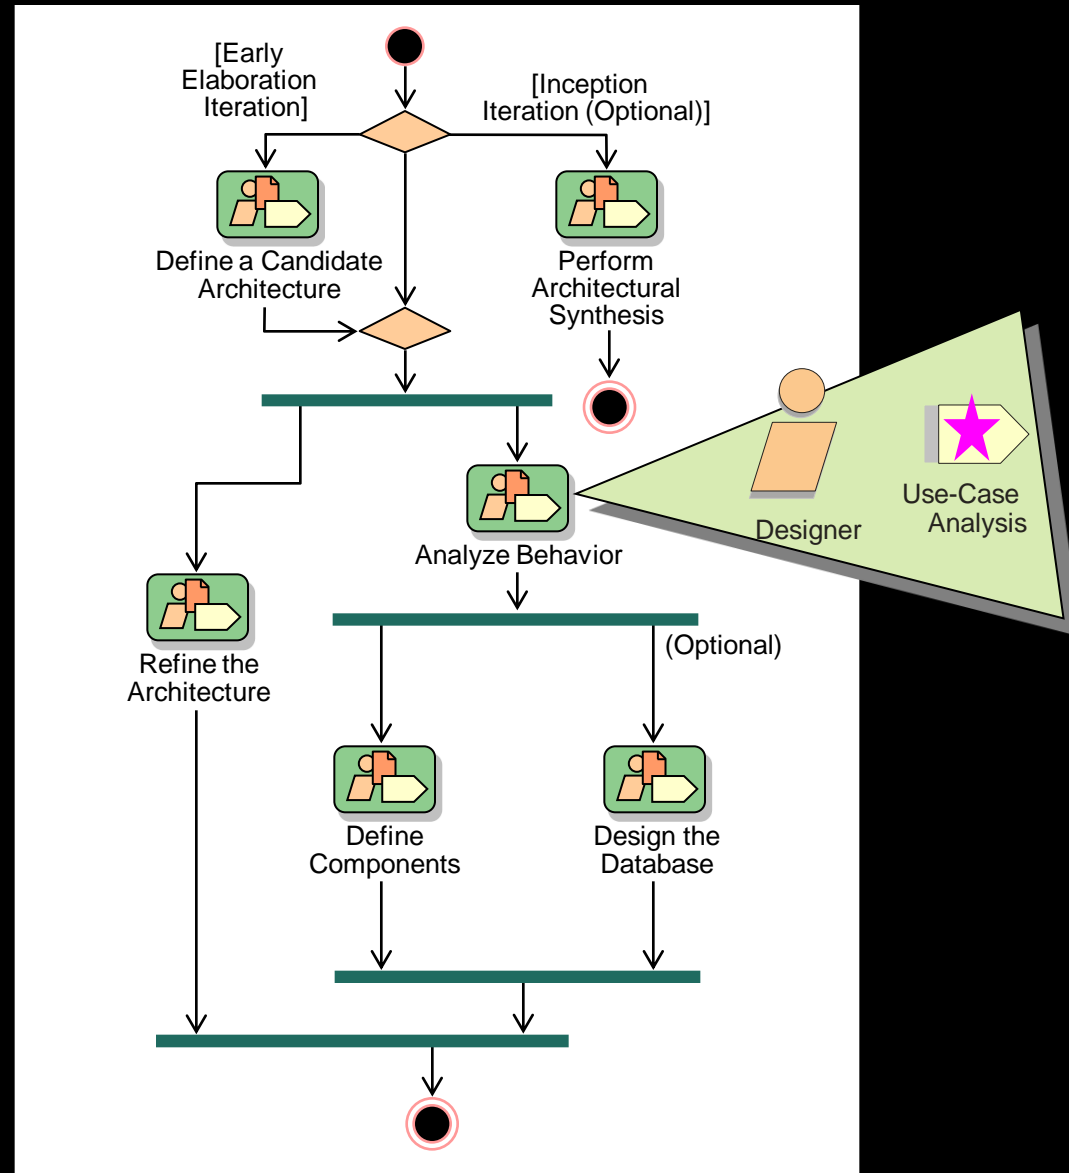 [Early
Elaboration
Iteration]
[Inception
Iteration (Optional)]
Define a Candidate
Architecture
Perform
Architectural
Synthesis
Use-Case
Analysis
Designer
Analyze Behavior
(Optional)
Refine the
Architecture
Define
Components
Design the
Database